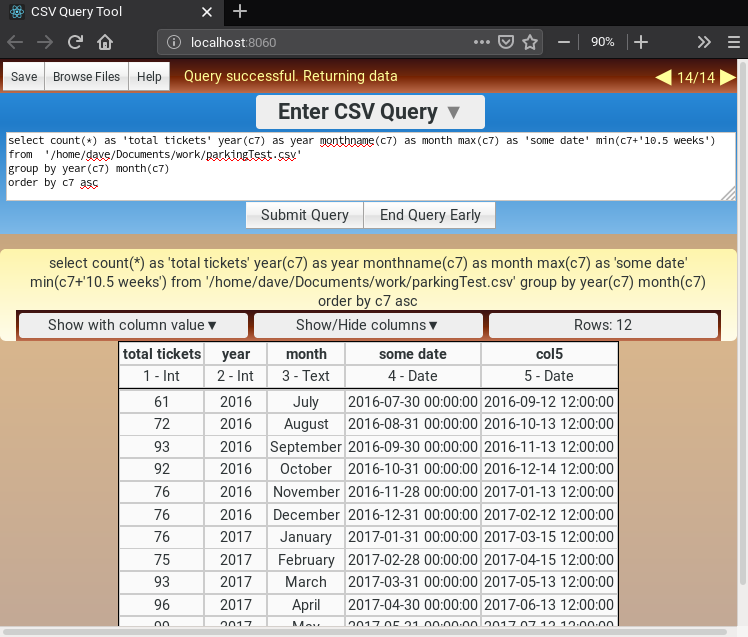 CSV Query Tool
localhost:8060
90%
Save Browse Files Help Query successful. Returning data 14/14
Enter CSV Query ▼
select count(*) as 'total tickets' year(c7) as year monthname(c7) as month max(c7) as 'some date' min(c7+'10.5 weeks')
from  '/home/dave/Documents/work/parkingTest.csv'
group by year(c7) month(c7)
order by c7 asc
Submit Query End Query Early
select count(*) as 'total tickets' year(c7) as year monthname(c7) as month max(c7) as 'some date'
min(c7+'10.5 weeks') from '/home/dave/Documents/work/parkingTest.csv' group by year(c7) month(c7)
order by c7 asc
Show with column value▼ Show/Hide columns▼ Rows: 12
total tickets year month some date col5
1 - Int 2 - Int 3 - Text 4 - Date 5 - Date
61 2016 July 2016-07-30 00:00:00 2016-09-12 12:00:00
72 2016 August 2016-08-31 00:00:00 2016-10-13 12:00:00
93 2016 September 2016-09-30 00:00:00 2016-11-13 12:00:00
92 2016 October 2016-10-31 00:00:00 2016-12-14 12:00:00
76 2016 November 2016-11-28 00:00:00 2017-01-13 12:00:00
76 2016 December 2016-12-31 00:00:00 2017-02-12 12:00:00
76 2017 January 2017-01-31 00:00:00 2017-03-15 12:00:00
75 2017 February 2017-02-28 00:00:00 2017-04-15 12:00:00
93 2017 March 2017-03-31 00:00:00 2017-05-13 12:00:00
96 2017 April 2017-04-30 00:00:00 2017-06-13 12:00:00
2017 May 2017-05-31 00:00:00 2017-07-13 12:00:00